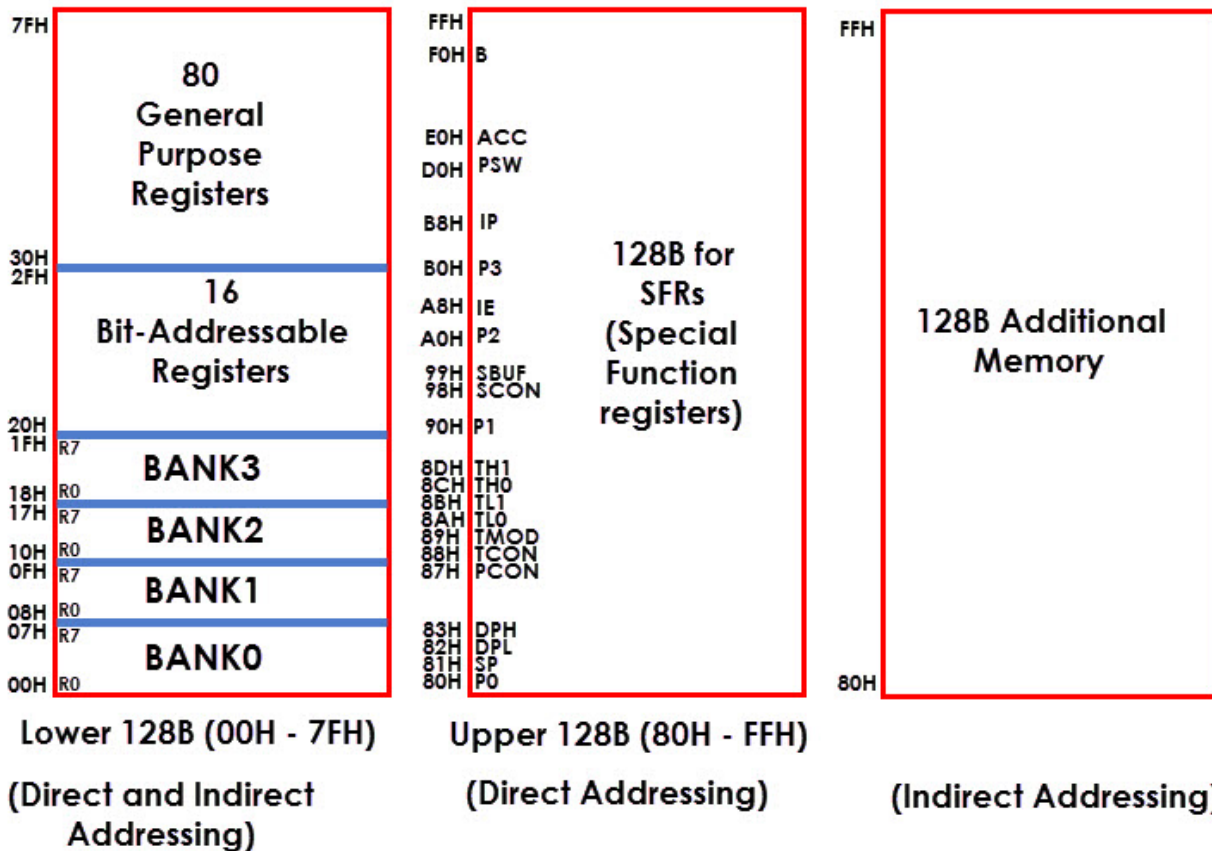 7FH
80
General
Purpose
Registers
30H
2FH
16
Bit-Addressable
Registers
20H
1FH R7
BANK3
18H R0
17H R7
BANK2
10H R0
0FH R7
BANK1
08H R0
07H R7
BANK0
00H R0
Lower 128B (00H - 7FH)
(Direct and Indirect
Addressing)
FFH
F0H B
E0H ACC
D0H PSW
B8H IP
B0H P3
A8H IE
A0H P2
99H SBUF
98H SCON
90H P1
8DH TH1
8CH TH0
8BH TL1
8AH TL0
89H TMOD
88H TCON
87H PCON
83H DPH
82H DPL
81H SP
80H P0
128B for
SFRs
(Special
Function
registers)
Upper 128B (80H - FFH)
(Direct Addressing)
FFH
128B Additional
Memory
80H
(Indirect Addressing)